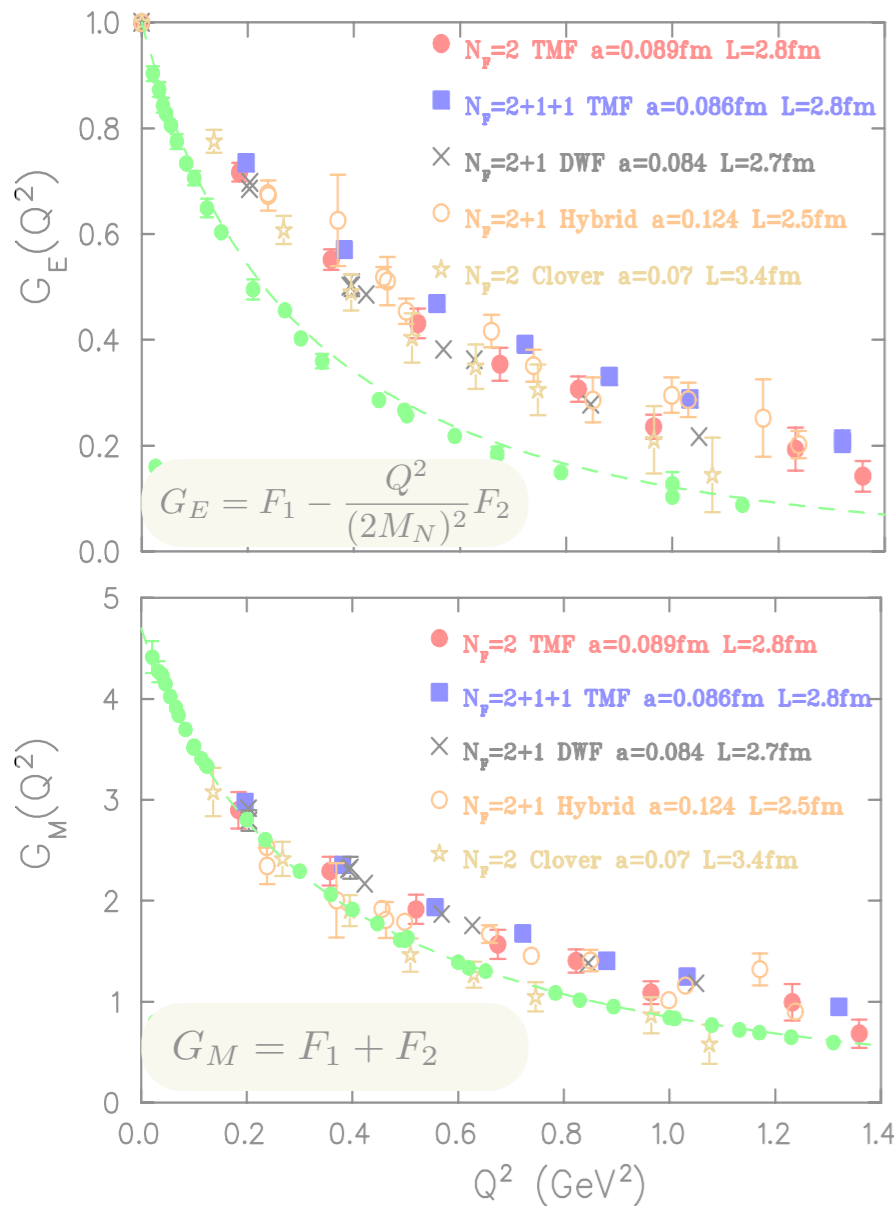 1.0
0.8
0.6
0.4
0.2
0.0
G_E(Q^2)
N_F=2 TMF a=0.089fm L=2.8fm
N_F=2+1+1 TMF a=0.086fm L=2.8fm
N_F=2+1 DWF a=0.084 L=2.7fm
N_F=2+1 Hybrid a=0.124 L=2.5fm
N_F=2 Clover a=0.07 L=3.4fm
G_E = F_1 - \frac{Q^2}{(2M_N)^2} F_2
5
4
3
2
1
0
G_M(Q^2)
N_F=2 TMF a=0.089fm L=2.8fm
N_F=2+1+1 TMF a=0.086fm L=2.8fm
N_F=2+1 DWF a=0.084 L=2.7fm
N_F=2+1 Hybrid a=0.124 L=2.5fm
N_F=2 Clover a=0.07 L=3.4fm
G_M = F_1 + F_2
0.0 0.2 0.4 0.6 0.8 1.0 1.2 1.4
Q^2 (GeV^2)